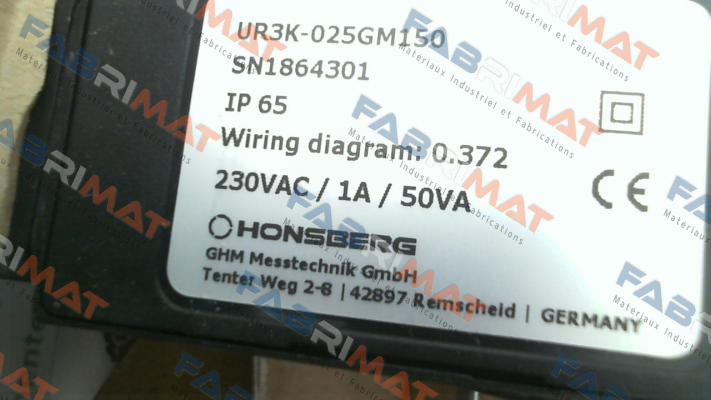 UR3K-025GM150
SN1864301
IP 65
Wiring diagram: 0.372
230VAC / 1A / 50VA
CE
HONSBERG
GHM Messtechnik GmbH
Tenter Weg 2-8 | 42897 Remscheid | GERMANY
FABRIMAT
Matériaux Industriel et Fabrications